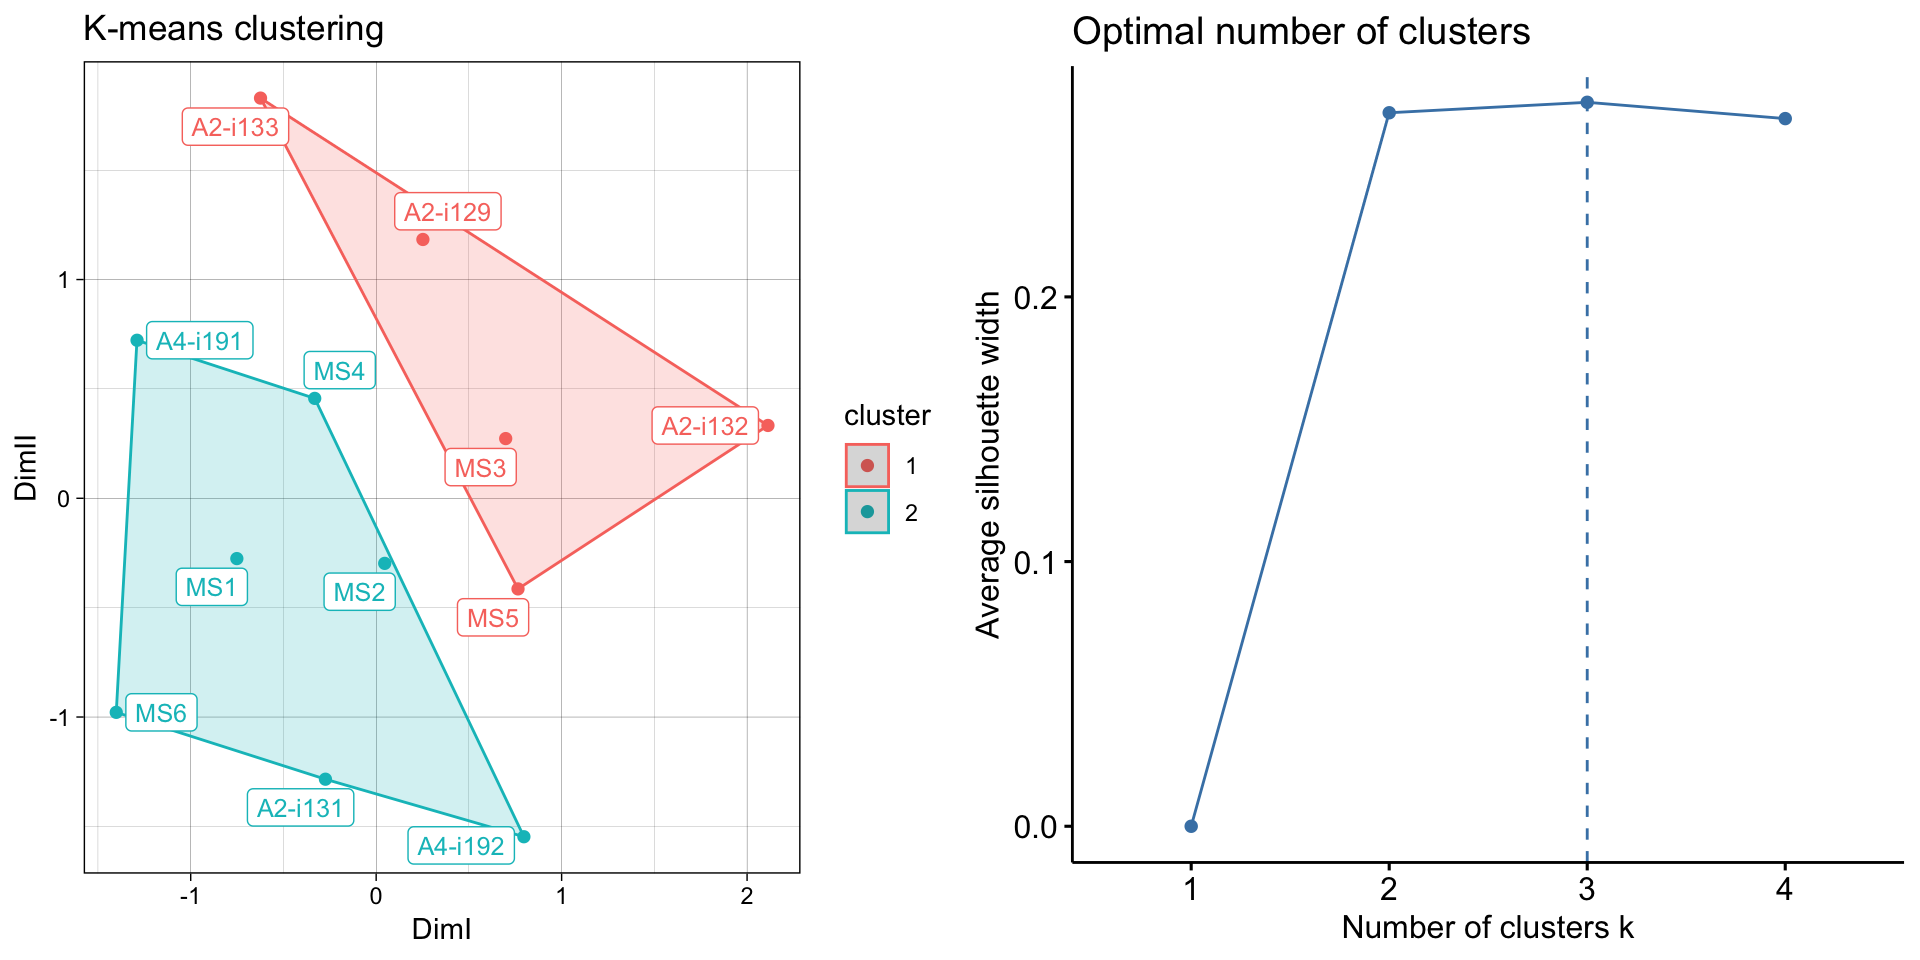 K-means clustering
A2-i133
A2-i129
1
A4-i191
MS4
A2-i132
MS3
DimII
0
MS1
MS2
MS5
-1
MS6
A2-i131
A4-i192
-1
0
1
2
DimI
cluster
1
2
Optimal number of clusters
Average silhouette width
0.2
0.1
0.0
1
2
3
4
Number of clusters k